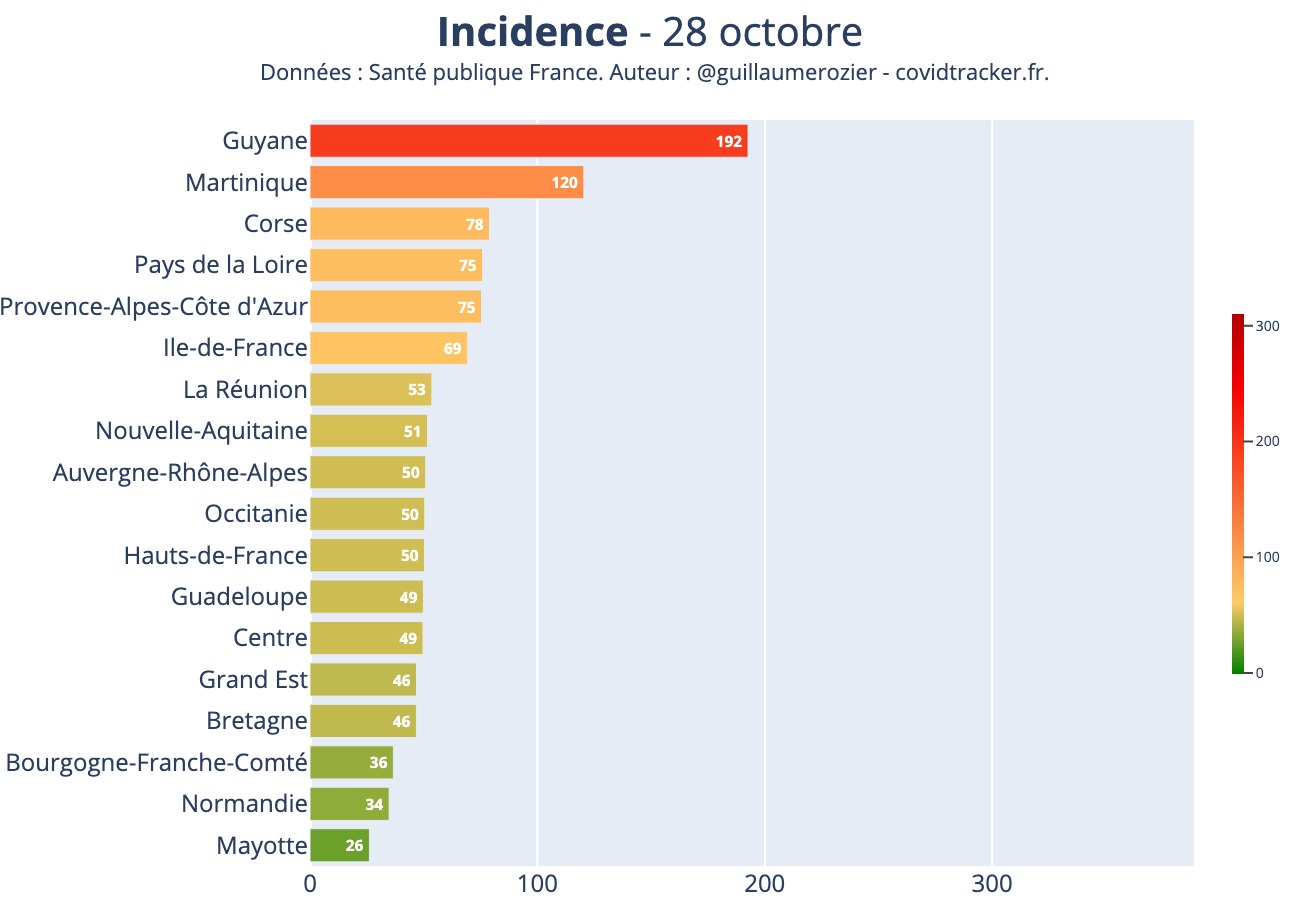 Incidence - 28 octobre
Données : Santé publique France. Auteur : @guillaumerozier - covidtracker.fr.
Guyane 192
Martinique 120
Corse 78
Pays de la Loire 75
Provence-Alpes-Côte d'Azur 75
Ile-de-France 69
La Réunion 53
Nouvelle-Aquitaine 51
Auvergne-Rhône-Alpes 50
Occitanie 50
Hauts-de-France 50
Guadeloupe 49
Centre 49
Grand Est 46
Bretagne 46
Bourgogne-Franche-Comté 36
Normandie 34
Mayotte 26
0 100 200 300
300
200
100
0